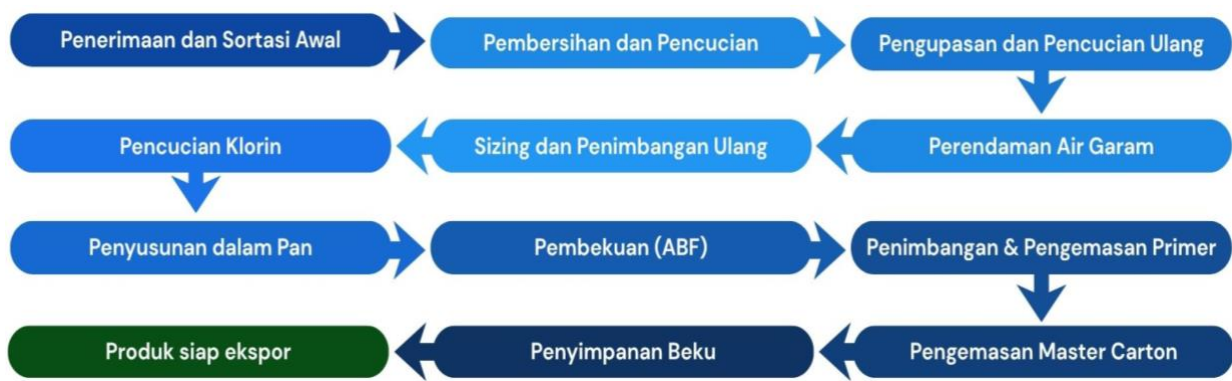 Penerimaan dan Sortasi Awal
Pembersihan dan Pencucian
Pengupasan dan Pencucian Ulang
Perendaman Air Garam
Sizing dan Penimbangan Ulang
Pencucian Klorin
Penyusunan dalam Pan
Pembekuan (ABF)
Penimbangan & Pengemasan Primer
Pengemasan Master Carton
Penyimpanan Beku
Produk siap ekspor